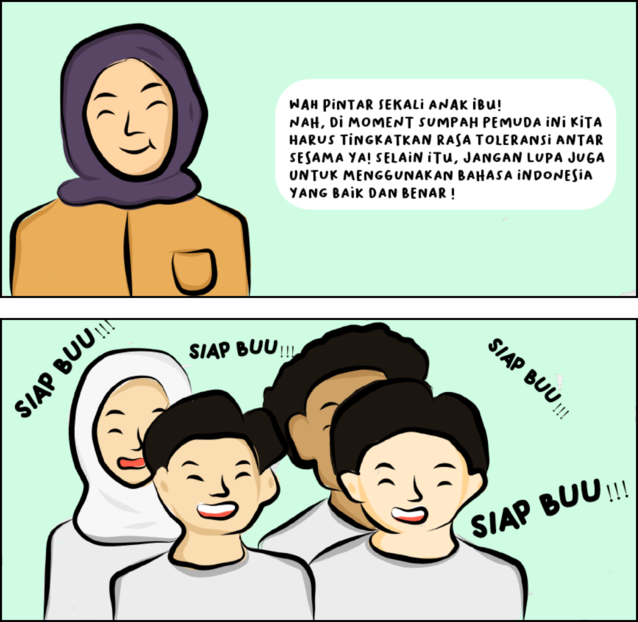 WAH PINTAR SEKALI ANAK IBU!
NAH, DI MOMENT SUMPAH PEMUDA INI KITA
HARUS TINGKATKAN RASA TOLERANSI ANTAR
SESAMA YA! SELAIN ITU, JANGAN LUPA JUGA
UNTUK MENGGUNAKAN BAHASA INDONESIA
YANG BAIK DAN BENAR !
SIAP BUU!!!
SIAP BUU!!!
SIAP BUU!!!
SIAP BUU!!!